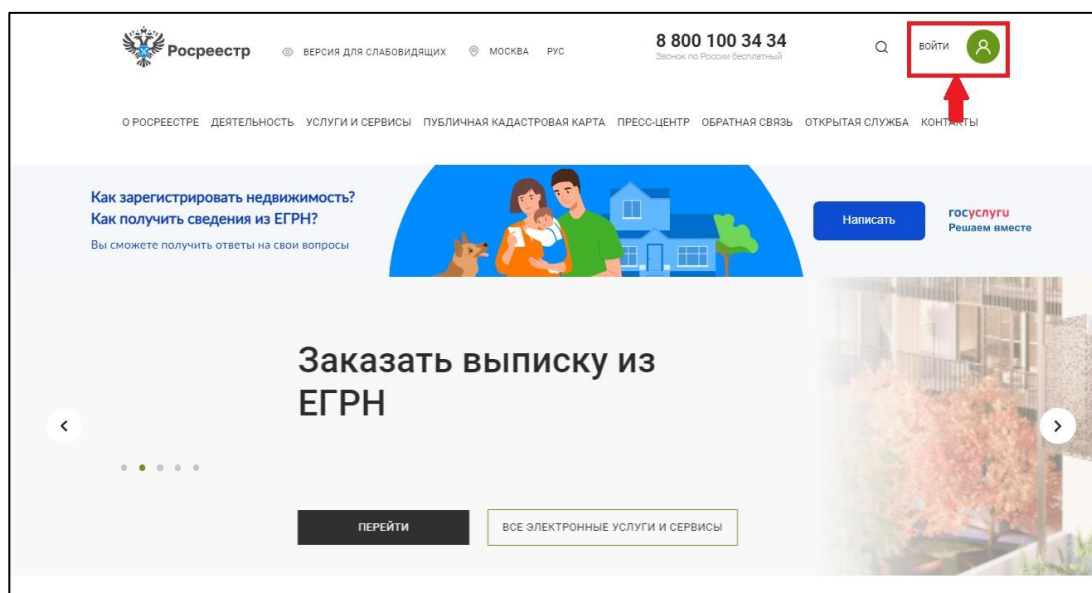 Росреестр
ВЕРСИЯ ДЛЯ СЛАБОВИДЯЩИХ
МОСКВА
РУС
8 800 100 34 34
Звонок по России бесплатный
ВОЙТИ
О РОСРЕЕСТРЕ ДЕЯТЕЛЬНОСТЬ УСЛУГИ И СЕРВИСЫ ПУБЛИЧНАЯ КАДАСТРОВАЯ КАРТА ПРЕСС-ЦЕНТР ОБРАТНАЯ СВЯЗЬ ОТКРЫТАЯ СЛУЖБА КОНТАКТЫ
Как зарегистрировать недвижимость?
Как получить сведения из ЕГРН?
Вы сможете получить ответы на свои вопросы
Написать
госуслуги
Решаем вместе
Заказать выписку из
ЕГРН
ПЕРЕЙТИ
ВСЕ ЭЛЕКТРОННЫЕ УСЛУГИ И СЕРВИСЫ